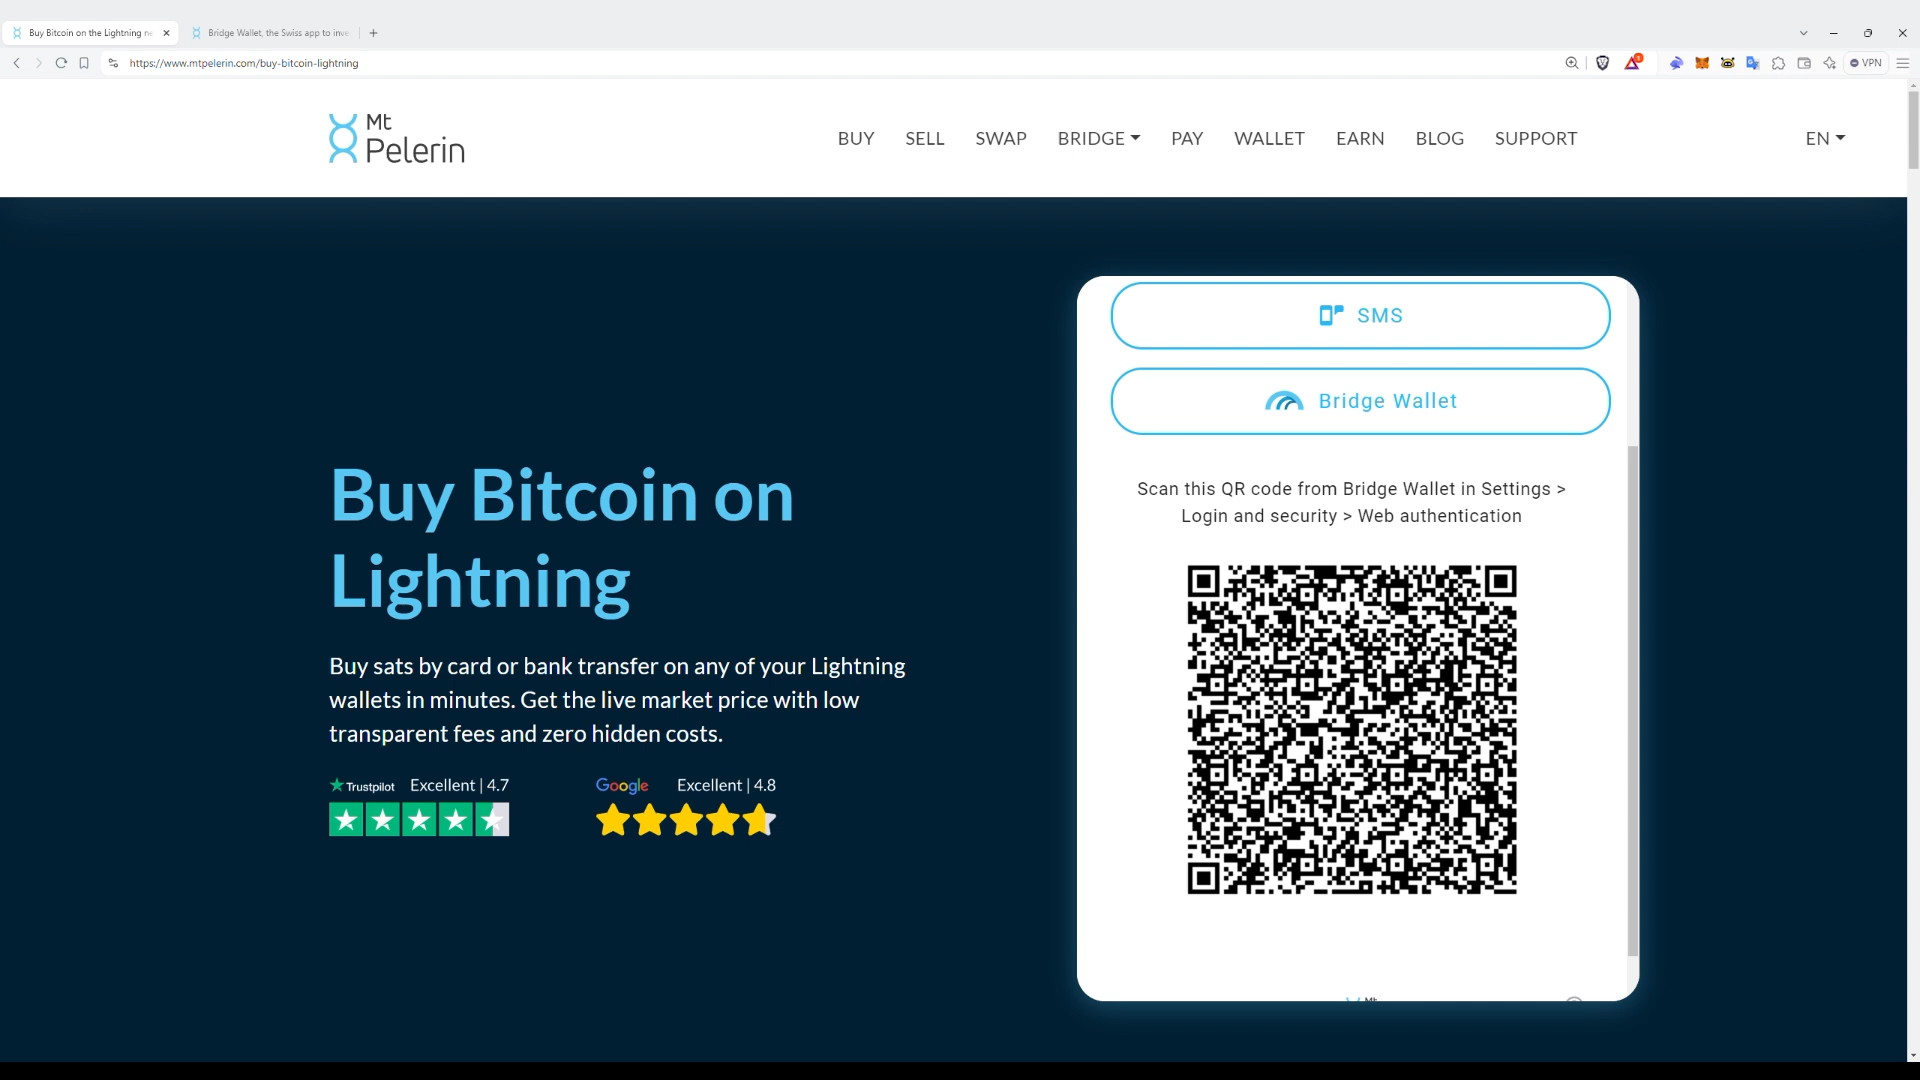 Buy Bitcoin on the Lightning ne
Bridge Wallet, the Swiss app to inve
https://www.mtpelerin.com/buy-bitcoin-lightning
VPN
Mt
Pelerin
BUY
SELL
SWAP
BRIDGE
PAY
WALLET
EARN
BLOG
SUPPORT
EN
Buy Bitcoin on
Lightning
Buy sats by card or bank transfer on any of your Lightning
wallets in minutes. Get the live market price with low
transparent fees and zero hidden costs.
Trustpilot Excellent | 4.7
Google Excellent | 4.8
SMS
Bridge Wallet
Scan this QR code from Bridge Wallet in Settings >
Login and security > Web authentication